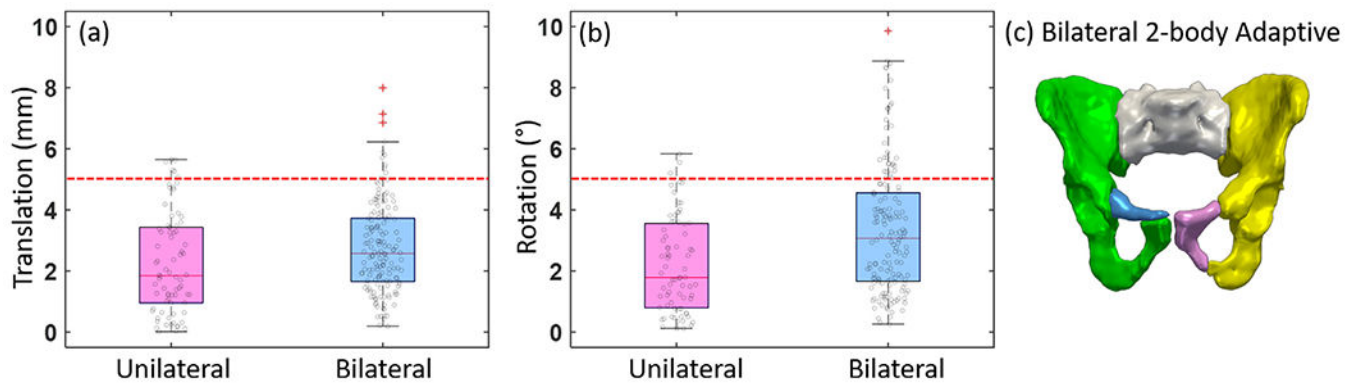 (a)
Translation (mm)
10
8
6
4
2
0
Unilateral Bilateral
(b)
Rotation (°)
10
8
6
4
2
0
Unilateral Bilateral
(c) Bilateral 2-body Adaptive